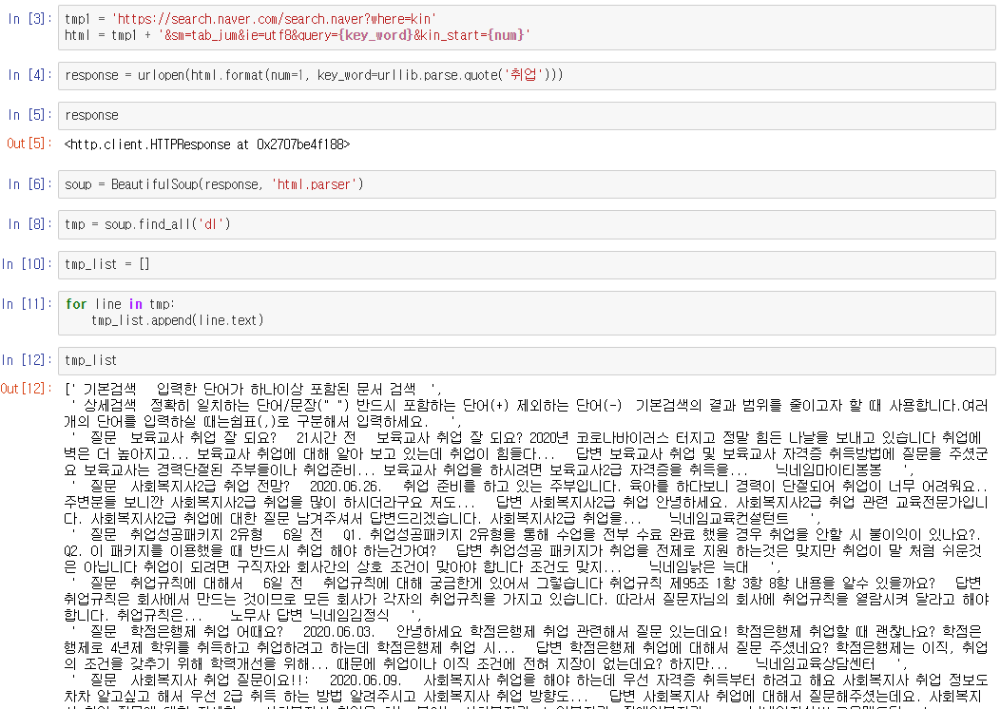 In [3]: tmp1 = 'https://search.naver.com/search.naver?where=kin'
html = tmp1 + '&sm=tab_jum&ie=utf8&query={key_word}&kin_start={num}'
In [4]: response = urlopen(html.format(num=1, key_word=urllib.parse.quote('취업')))
In [5]: response
Out[5]: <http.client.HTTPResponse at 0x2707be4f188>
In [6]: soup = BeautifulSoup(response, 'html.parser')
In [8]: tmp = soup.find_all('dl')
In [10]: tmp_list = []
In [11]: for line in tmp:
tmp_list.append(line.text)
In [12]: tmp_list
Out[12]: [' 기본검색   입력한 단어가 하나이상 포함된 문서 검색  ',
' 상세검색  정확히 일치하는 단어/문장(" ") 반드시 포함하는 단어(+) 제외하는 단어(-)  기본검색의 결과 범위를 줄이고자 할 때 사용합니다.여러
개의 단어를 입력하실 때는쉼표(,)로 구분해서 입력하세요.   ',
'  질문  보육교사 취업 잘 되요?   21시간 전   보육교사 취업 잘 되요? 2020년 코로나바이러스 터지고 정말 힘든 나날을 보내고 있습니다 취업에
벽은 더 높아지고... 보육교사 취업에 대해 알아 보고 있는데 취업이 힘들다...   답변 보육교사 취업 및 보육교사 자격증 취득방법에 질문을 주셨군
요 보육교사는 경력단절된 주부들이나 취업준비... 보육교사 취업을 하시려면 보육교사2급 자격증을 취득을...    닉네임마이티봉봉   ',
'  질문  사회복지사2급 취업 전망?   2020.06.26.   취업 준비를 하고 있는 주부입니다. 육아를 하다보니 경력이 단절되어 취업이 너무 어려워요..
주변분들 보니깐 사회복지사2급 취업을 많이 하시더라구요 저도...   답변 사회복지사2급 취업 안녕하세요. 사회복지사2급 취업 관련 교육전문가입니
다. 사회복지사2급 취업에 대한 질문 남겨주셔서 답변드리겠습니다. 사회복지사2급 취업을...    닉네임교육컨설턴트   ',
'  질문  취업성공패키지 2유형   6일 전   Q1. 취업성공패키지 2유형을 통해 수업을 전부 수료 완료 했을 경우 취업을 안할 시 불이익이 있나요?.
Q2. 이 패키지를 이용했을 때 반드시 취업 해야 하는건가여?   답변 취업성공 패키지가 취업을 전제로 지원 하는것은 맞지만 취업이 말 처럼 쉬운것
은 아닙니다 취업이 되려면 구직자와 회사간의 상호 조건이 맞아야 합니다 조건도 맞지...    닉네임낡은 늑대   ',
'  질문  취업규칙에 대해서   6일 전   취업규칙에 대해 궁금한게 있어서 그렇습니다 취업규칙 제95조 1항 3항 8항 내용을 알수 있을까요?   답변
취업규칙은 회사에서 만드는 것이므로 모든 회사가 각자의 취업규칙을 가지고 있습니다. 따라서 질문자님의 회사에 취업규칙을 열람시켜 달라고 해야
합니다. 취업규칙은...    노무사 답변 닉네임김정식   ',
'  질문  학점은행제 취업 어때요?   2020.06.03.   안녕하세요 학점은행제 취업 관련해서 질문 있는데요! 학점은행제 취업할 때 괜찮나요? 학점은
행제로 4년제 학위를 취득하고 취업하려고 하는데 학점은행제 취업 시...   답변 학점은행제 취업에 대해서 질문 주셨네요? 학점은행제는 이직, 취업
의 조건을 갖추기 위해 학력개선을 위해... 때문에 취업이나 이직 조건에 전혀 지장이 없는데요? 하지만...    닉네임교육상담센터   ',
'  질문  사회복지사 취업 질문이요!!:   2020.06.09.   사회복지사 취업을 해야 하는데 우선 자격증 취득부터 하려고 해요 사회복지사 취업 정보도
차차 알고싶고 해서 우선 2급 취득 하는 방법 알려주시고 사회복지사 취업 방향도...   답변 사회복지사 취업에 대해서 질문해주셨는데요. 사회복지